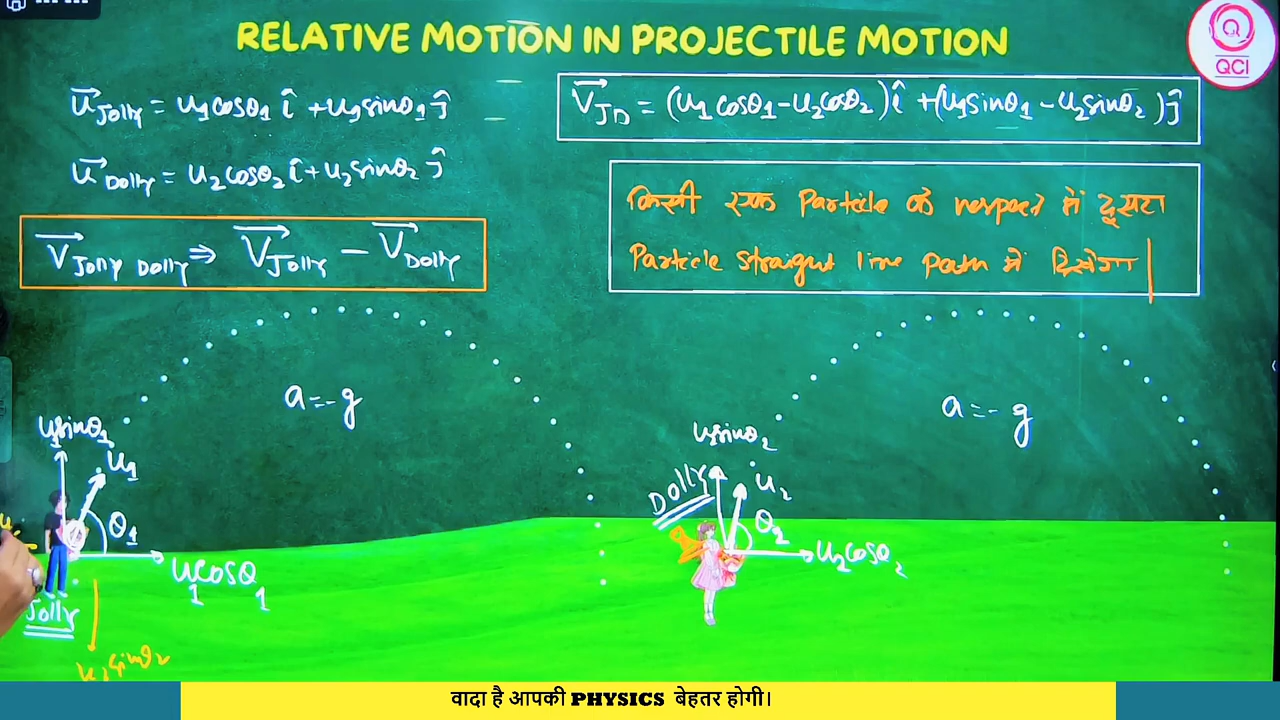 RELATIVE MOTION IN PROJECTILE MOTION
Q
QCI
u⃗Jolly = u₁cosθ₁ î + u₁sinθ₁ ĵ
V⃗JD = (u₁cosθ₁ - u₂cosθ₂) î + (u₁sinθ₁ - u₂sinθ₂) ĵ
u⃗Dolly = u₂cosθ₂ î + u₂sinθ₂ ĵ
V⃗Jolly Dolly ⇒ V⃗Jolly - V⃗Dolly
किसी एक Particle के respect में दूसरा
Particle straight line path में दिखेगा |
a = -g
a = -g
u₁sinθ₁
u₁
θ₁
u₁cosθ₁
Jolly
u₂sinθ₂
u₂sinθ₂
Dolly
u₂
θ₂
u₂cosθ₂
वादा है आपकी PHYSICS बेहतर होगी।